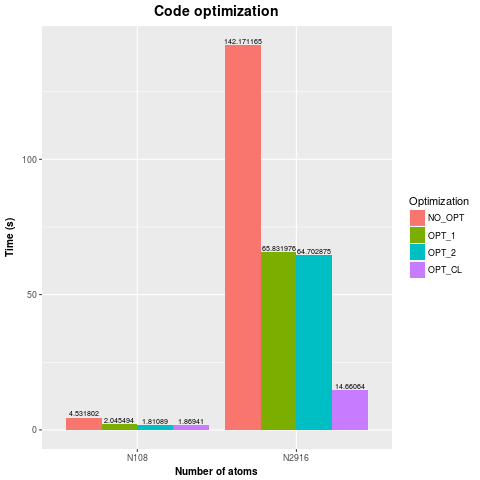 Code optimization
Time (s)
100
50
0
142.171165
65.831976
64.702875
14.66064
4.531802
2.045494
1.81089
1.86941
N108
N2916
Number of atoms
Optimization
NO_OPT
OPT_1
OPT_2
OPT_CL